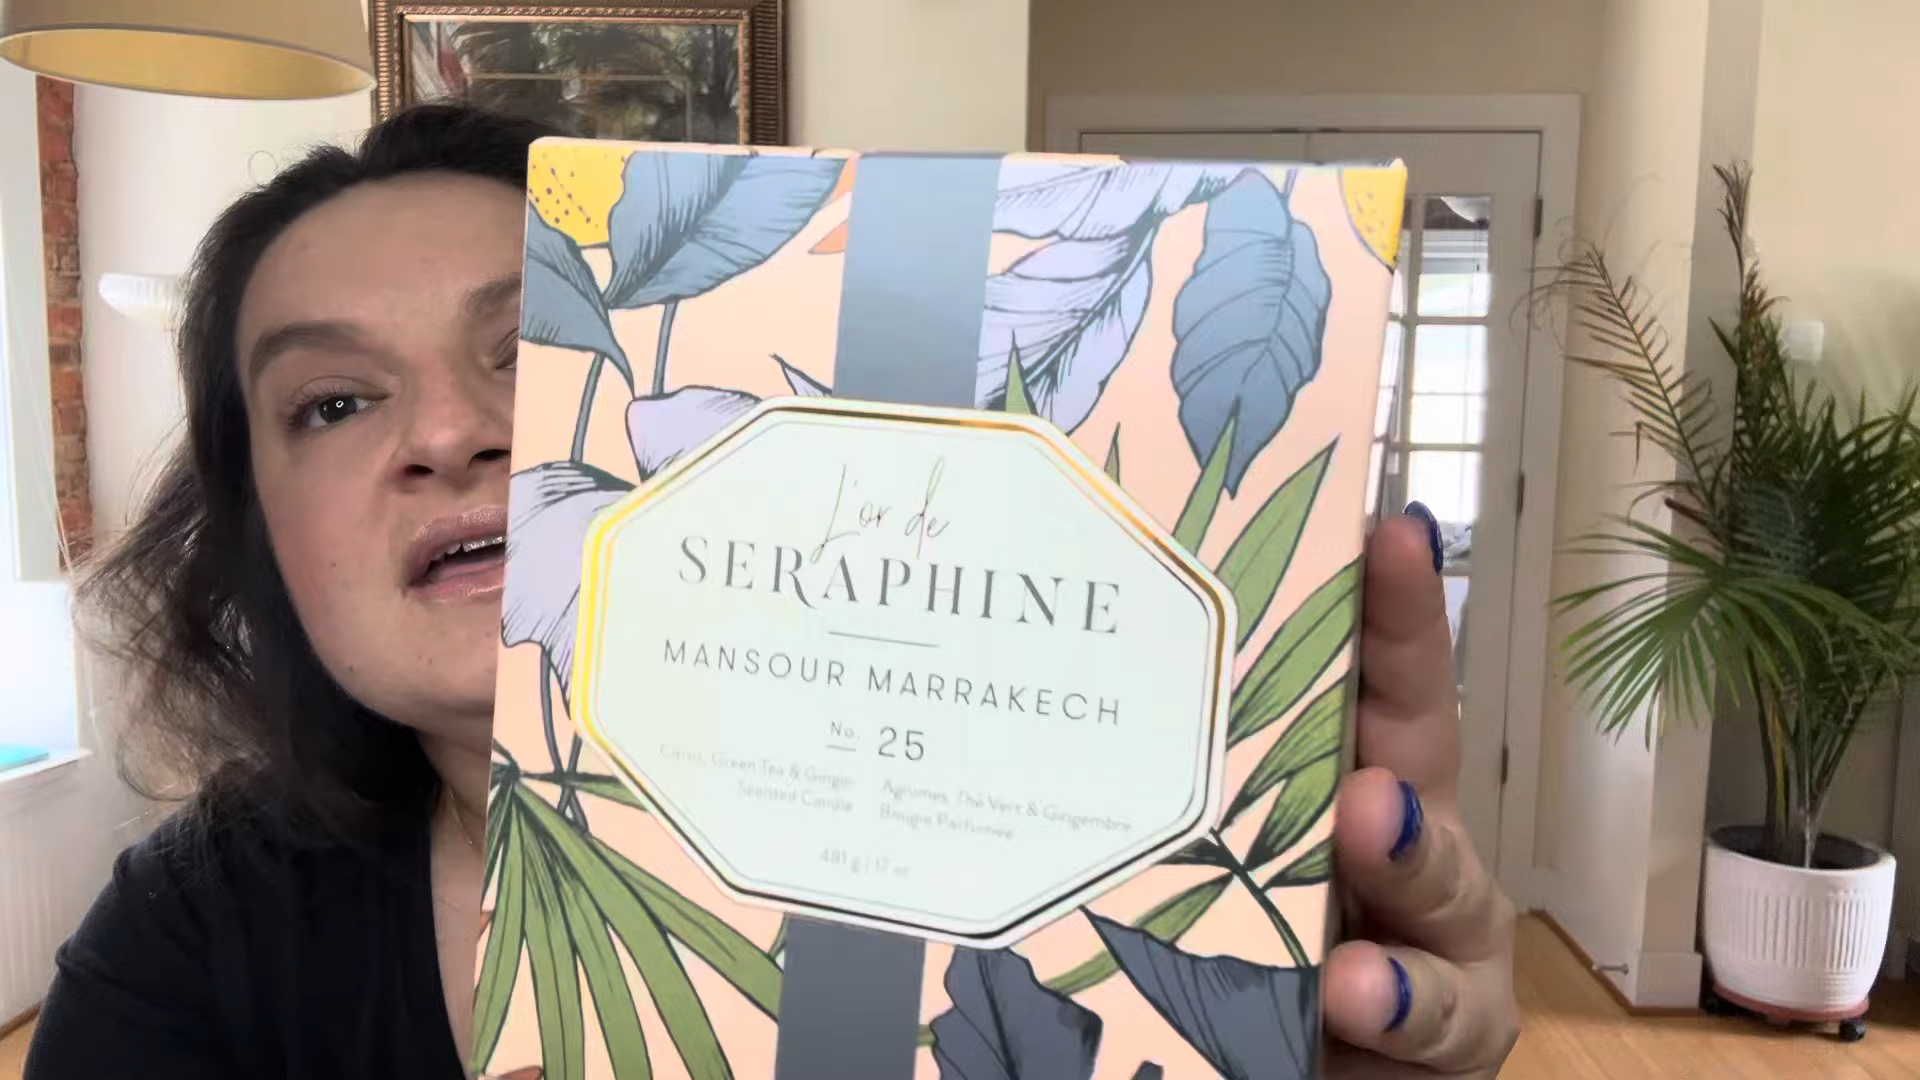 L'or de
SERAPHINE
MANSOUR MARRAKECH
No. 25
Citrus, Green Tea & Ginger
Scented Candle
Agrumes, Thé Vert & Gingembre
Bougie Parfumée
481 g | 17 oz